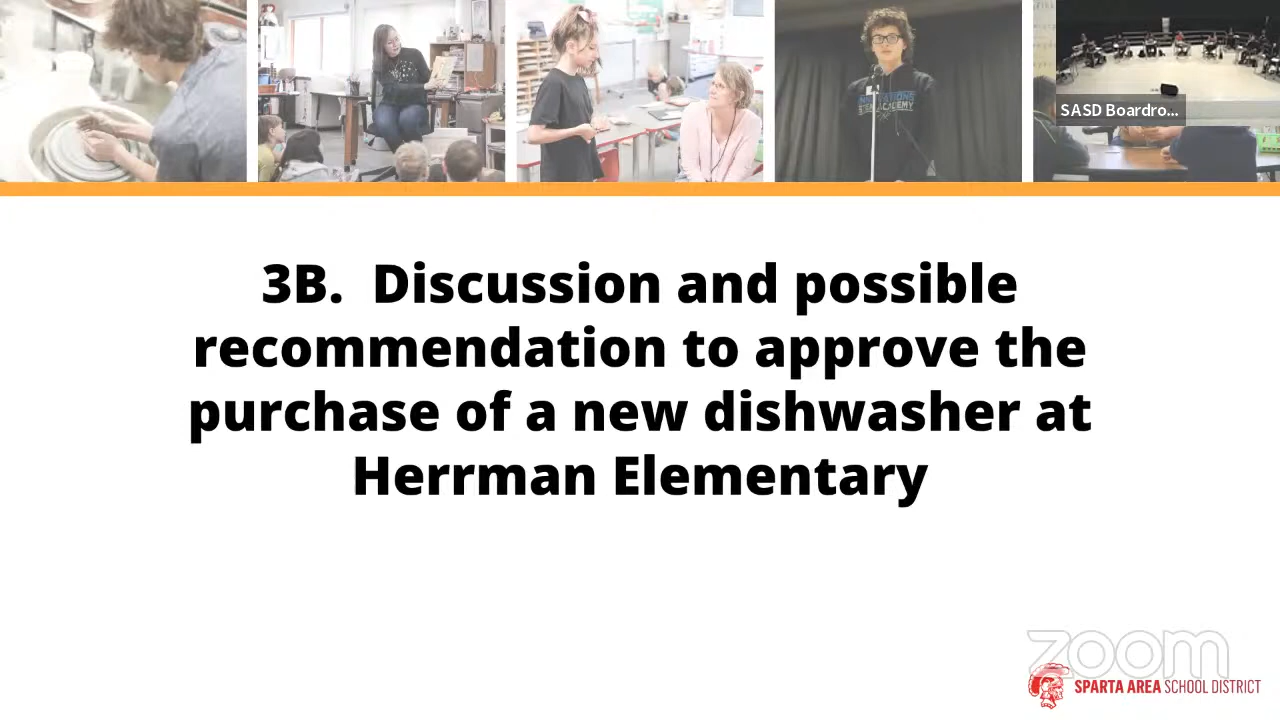 SASD Boardro...
3B. Discussion and possible
recommendation to approve the
purchase of a new dishwasher at
Herrman Elementary
zoom
SPARTA AREA SCHOOL DISTRICT